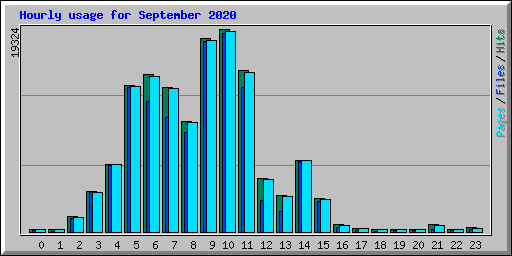 Hourly usage for September 2020
19324
Pages/Files/Hits
0 1 2 3 4 5 6 7 8 9 10 11 12 13 14 15 16 17 18 19 20 21 22 23